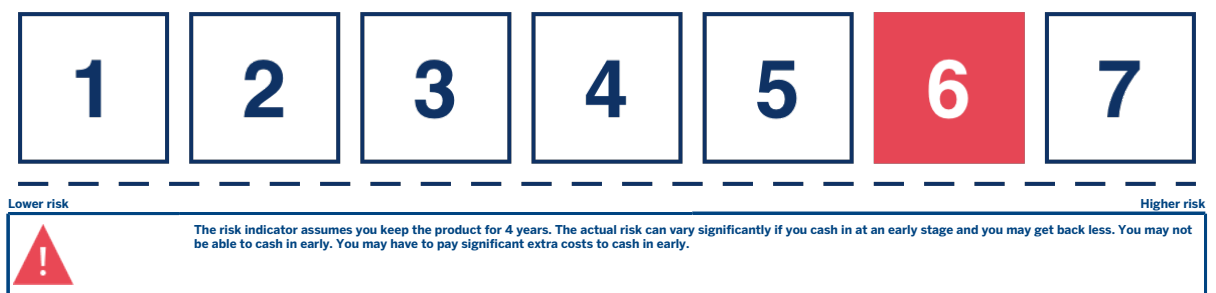 1 2 3 4 5 6 7
Lower risk Higher risk
The risk indicator assumes you keep the product for 4 years. The actual risk can vary significantly if you cash in at an early stage and you may get back less. You may not
be able to cash in early. You may have to pay significant extra costs to cash in early.
!